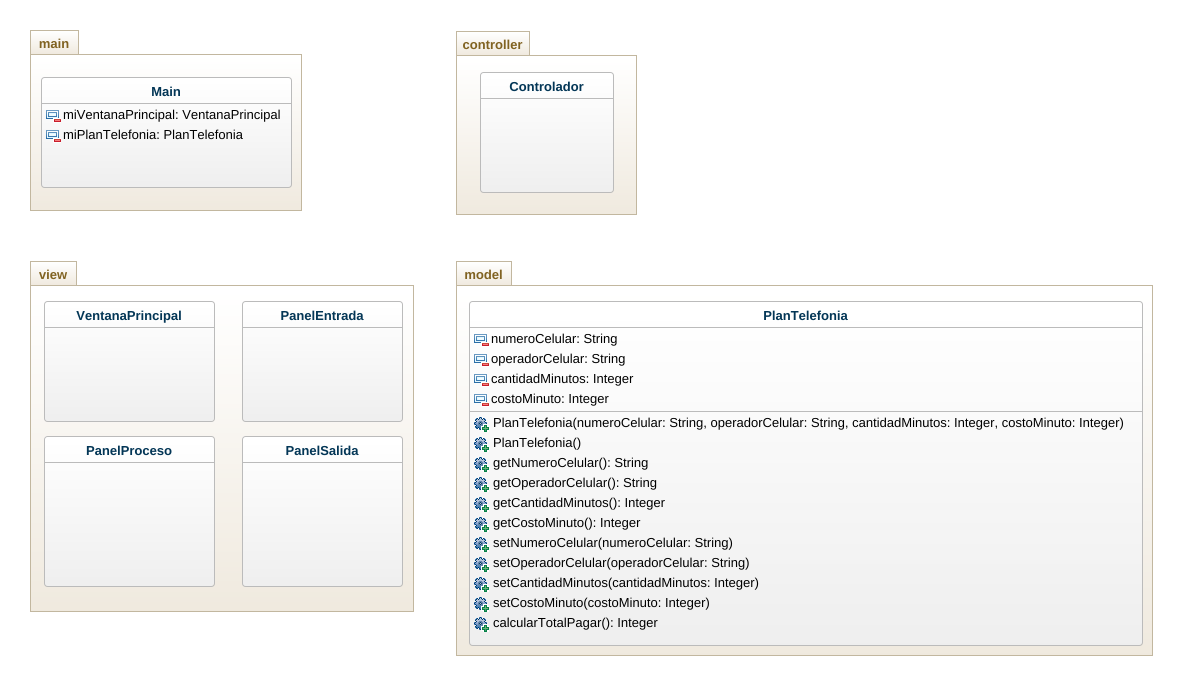 main
Main
miVentanaPrincipal: VentanaPrincipal
miPlanTelefonia: PlanTelefonia
controller
Controlador
view
VentanaPrincipal
PanelEntrada
PanelProceso
PanelSalida
model
PlanTelefonia
numeroCelular: String
operadorCelular: String
cantidadMinutos: Integer
costoMinuto: Integer
PlanTelefonia(numeroCelular: String, operadorCelular: String, cantidadMinutos: Integer, costoMinuto: Integer)
PlanTelefonia()
getNumeroCelular(): String
getOperadorCelular(): String
getCantidadMinutos(): Integer
getCostoMinuto(): Integer
setNumeroCelular(numeroCelular: String)
setOperadorCelular(operadorCelular: String)
setCantidadMinutos(cantidadMinutos: Integer)
setCostoMinuto(costoMinuto: Integer)
calcularTotalPagar(): Integer